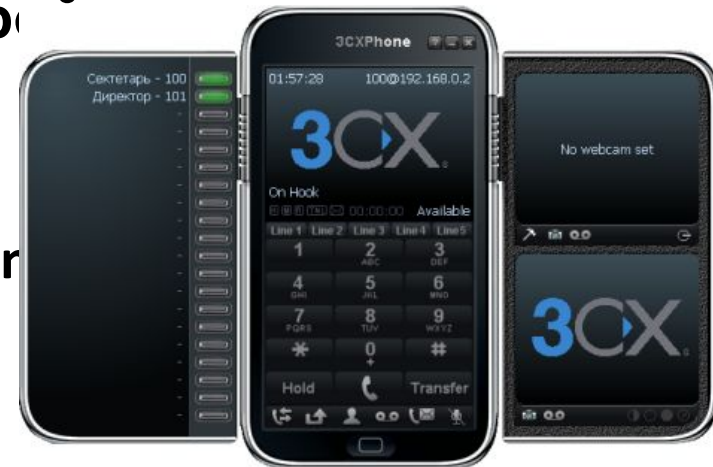 3CXPhone
Сектетарь - 100
Директор - 101
01:57:28 100@192.168.0.2
3CX
On Hook
00:00:00 Available
Line 1 Line 2 Line 3 Line 4 Line 5
1 2 ABC 3 DEF
4 GHI 5 JKL 6 MNO
7 PQRS 8 TUV 9 WXYZ
* 0 + #
Hold Transfer
No webcam set
3CX